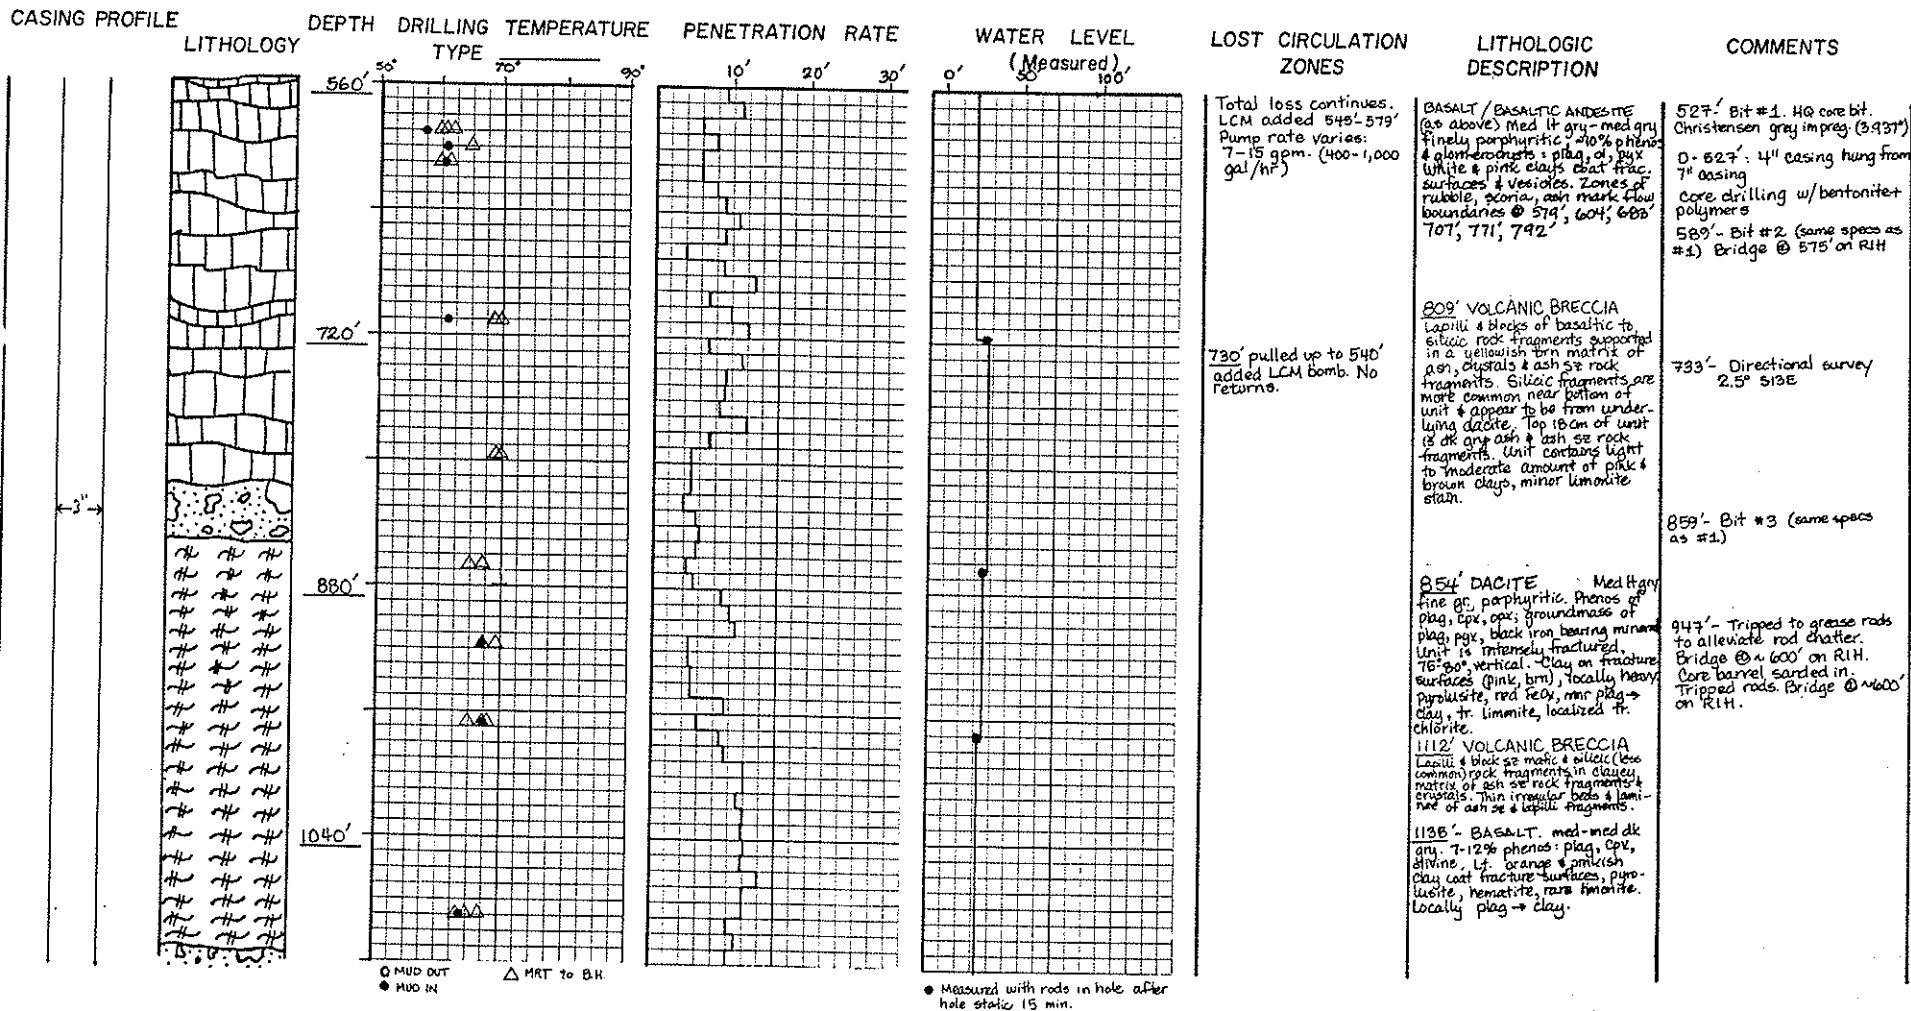 CASING PROFILE
LITHOLOGY
DEPTH
DRILLING TYPE
TEMPERATURE
PENETRATION RATE
WATER LEVEL
(Measured)
LOST CIRCULATION
ZONES
LITHOLOGIC
DESCRIPTION
COMMENTS
50° 70° 90°
10' 20' 30'
0' 50' 100'
560'
720'
880'
1040'
←3"→
O MUD OUT
● MUD IN
△ MRT to B.H.
● Measured with rods in hole after
hole static 15 min.
Total loss continues.
LCM added 545'-579'
Pump rate varies:
7-15 gpm. (400-1,000
gal/hr)
730' pulled up to 540'
added LCM bomb. No
returns.
BASALT / BASALTIC ANDESITE
(as above) Med lt gry-med gry
finely porphyritic, ~10% phenos
& glomerocrysts: plag, ol, pyx
White & pink clays coat frac.
surfaces & vesicles. Zones of
rubble, scoria, ash mark flow
boundaries @ 579', 604', 683'
707', 771', 792'
809' VOLCANIC BRECCIA
Lapilli & blocks of basaltic to
silicic rock fragments supported
in a yellowish brn matrix of
ash, crystals & ash sz rock
fragments. Silicic fragments are
more common near bottom of
unit & appear to be from under-
lying dacite. Top 18cm of unit
is dk gry ash & ash sz rock
fragments. Unit contains light
to moderate amount of pink &
brown clays, minor limonite
stain.
854' DACITE Med lt gry
fine gr, porphyritic. Phenos of
plag, cpx, opx; groundmass of
plag, pyx, black iron bearing mineral
Unit is intensely fractured,
75°-80°, vertical. Clay on fracture
surfaces (pink, brn), locally heavy
pyrolusite, red FeOx, mnr plag→
clay, tr. limonite, localized tr.
chlorite.
1112' VOLCANIC BRECCIA
Lapilli & block sz mafic & silicic (less
common) rock fragments in clayey
matrix of ash sz rock fragments &
crystals. Thin irregular beds & lami-
nae of ash sz & lapilli fragments.
1138'- BASALT. med-med dk
gry. 7-12% phenos: plag, cpx,
olivine. Lt. orange & pinkish
clay coat fracture surfaces, pyro-
lusite, hematite, rare limonite.
Locally plag → clay.
527'- Bit #1. HQ core bit.
Christensen grey impreg. (3.937")
0-527': 4" casing hung from
7" casing
core drilling w/bentonite+
polymers
589'- Bit #2 (same specs as
#1) Bridge @ 575' on RIH
733'- Directional survey
2.5° S13E
859'- Bit #3 (same specs
as #1)
947'- Tripped to grease rods
to alleviate rod chatter.
Bridge @ ~600' on RIH.
Core barrel sanded in.
Tripped rods. Bridge @ ~600'
on RIH.